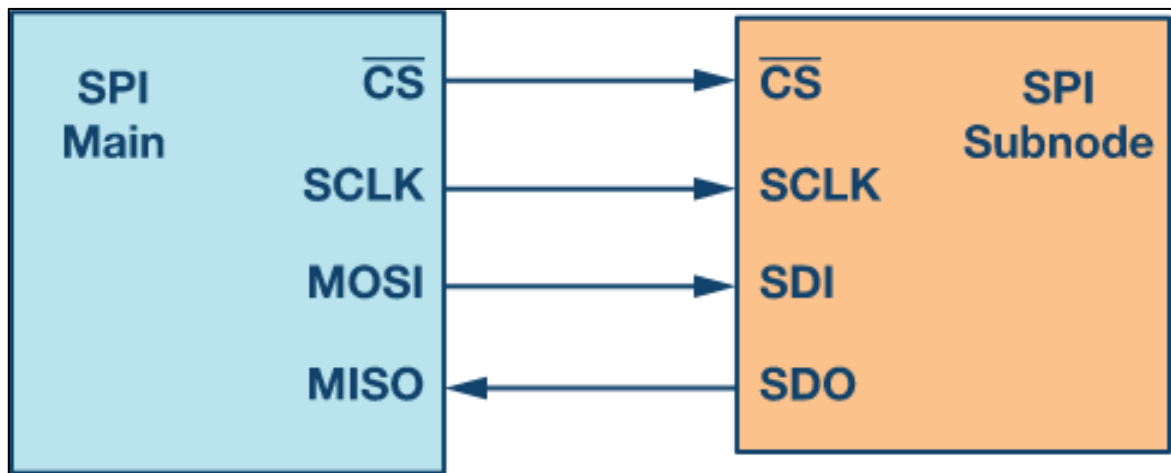 SPI
Main
CS
SCLK
MOSI
MISO
CS
SCLK
SDI
SDO
SPI
Subnode